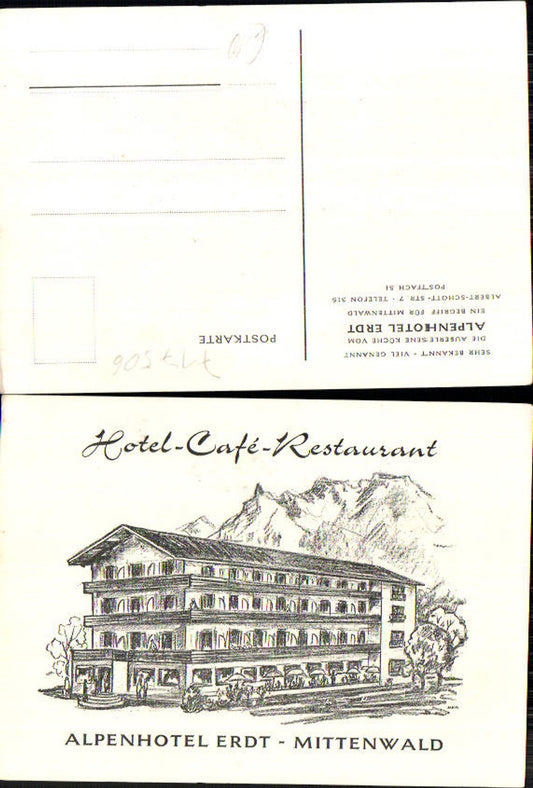 SEHR BEKANNT - VIEL GENANNT
DIE AUSERLESENE KÜCHE VOM
ALPENHOTEL ERDT
EIN BEGRIFF FÜR MITTENWALD
ALBERT-SCHOTT-STR. 7 · TELEFON 315
POSTFACH 51
POSTKARTE
Hotel-Café-Restaurant
ALPENHOTEL ERDT - MITTENWALD